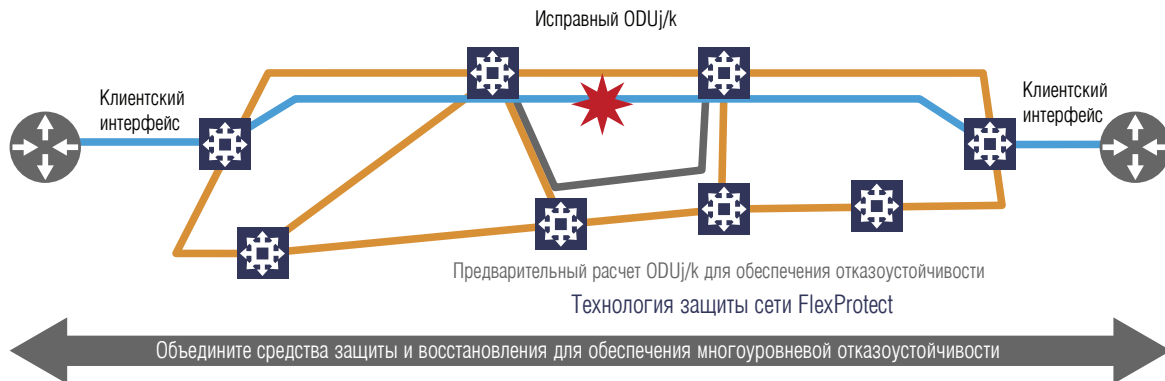 Исправный ODUj/k
Клиентский
интерфейс
Клиентский
интерфейс
Предварительный расчет ODUj/k для обеспечения отказоустойчивости
Технология защиты сети FlexProtect
Объедините средства защиты и восстановления для обеспечения многоуровневой отказоустойчивости